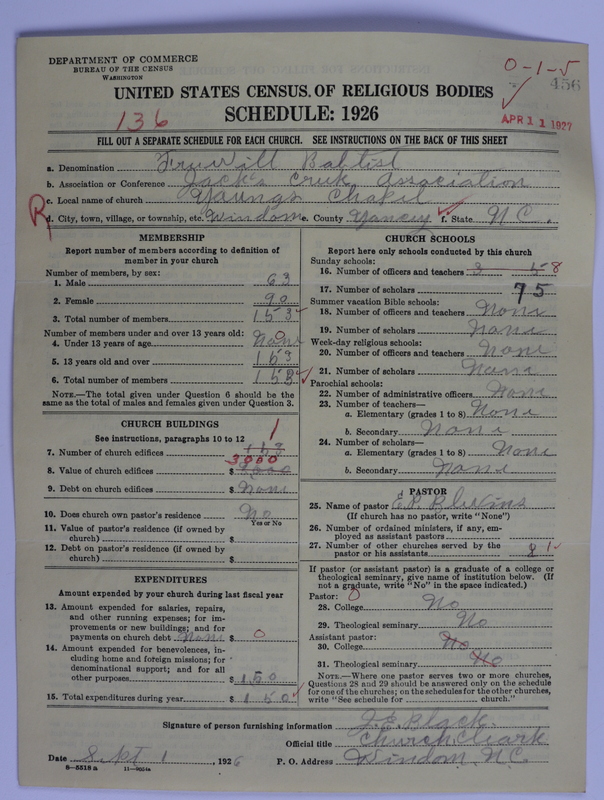 DEPARTMENT OF COMMERCE
BUREAU OF THE CENSUS
WASHINGTON
0-1-5
456
UNITED STATES CENSUS OF RELIGIOUS BODIES
SCHEDULE: 1926
136
APR 11 1927
FILL OUT A SEPARATE SCHEDULE FOR EACH CHURCH. SEE INSTRUCTIONS ON THE BACK OF THIS SHEET
a. Denomination Freewill Babtist
b. Association or Conference Jack's Creek Association
c. Local name of church Youngs Chapel
R
d. City, town, village, or township, etc. Windom e. County Yancey f. State N.C.
MEMBERSHIP
Report number of members according to definition of
member in your church
Number of members, by sex:
1. Male 63
2. Female 90
3. Total number of members 153
Number of members under and over 13 years old:
4. Under 13 years of age None
5. 13 years old and over 153
6. Total number of members 153
NOTE.—The total given under Question 6 should be the
same as the total of males and females given under Question 3.
CHURCH BUILDINGS
See instructions, paragraphs 10 to 12
7. Number of church edifices 1
8. Value of church edifices $ 3000
9. Debt on church edifices $ None
10. Does church own pastor's residence No
Yes or No
11. Value of pastor's residence (if owned by
church) $
12. Debt on pastor's residence (if owned by
church) $
EXPENDITURES
Amount expended by your church during last fiscal year
13. Amount expended for salaries, repairs,
and other running expenses; for im-
provements or new buildings; and for
payments on church debt None $ 0
14. Amount expended for benevolences, in-
cluding home and foreign missions; for
denominational support; and for all
other purposes $ 150
15. Total expenditures during year $ 150
CHURCH SCHOOLS
Report here only schools conducted by this church
Sunday schools:
16. Number of officers and teachers 8
17. Number of scholars 75
Summer vacation Bible schools:
18. Number of officers and teachers None
19. Number of scholars None
Week-day religious schools:
20. Number of officers and teachers None
21. Number of scholars None
Parochial schools:
22. Number of administrative officers None
23. Number of teachers—
a. Elementary (grades 1 to 8) None
b. Secondary None
24. Number of scholars—
a. Elementary (grades 1 to 8) None
b. Secondary None
PASTOR
25. Name of pastor E.R. Blevins
(If church has no pastor, write "None")
26. Number of ordained ministers, if any, em-
ployed as assistant pastors
27. Number of other churches served by the
pastor or his assistants
If pastor (or assistant pastor) is a graduate of a college or
theological seminary, give name of institution below. (If
not a graduate, write "No" in the space indicated.)
Pastor: 0
28. College No
29. Theological seminary No
Assistant pastor:
30. College No
31. Theological seminary No
NOTE.—Where one pastor serves two or more churches,
Questions 28 and 29 should be answered only on the schedule
for one of the churches; on the schedules for the other churches,
write "See schedule for church."
Signature of person furnishing information J.E. Black
Official title Church Cleark
Date Sept 1, 1926 P. O. Address Windom, N.C.
8—5518 a 11—9054a